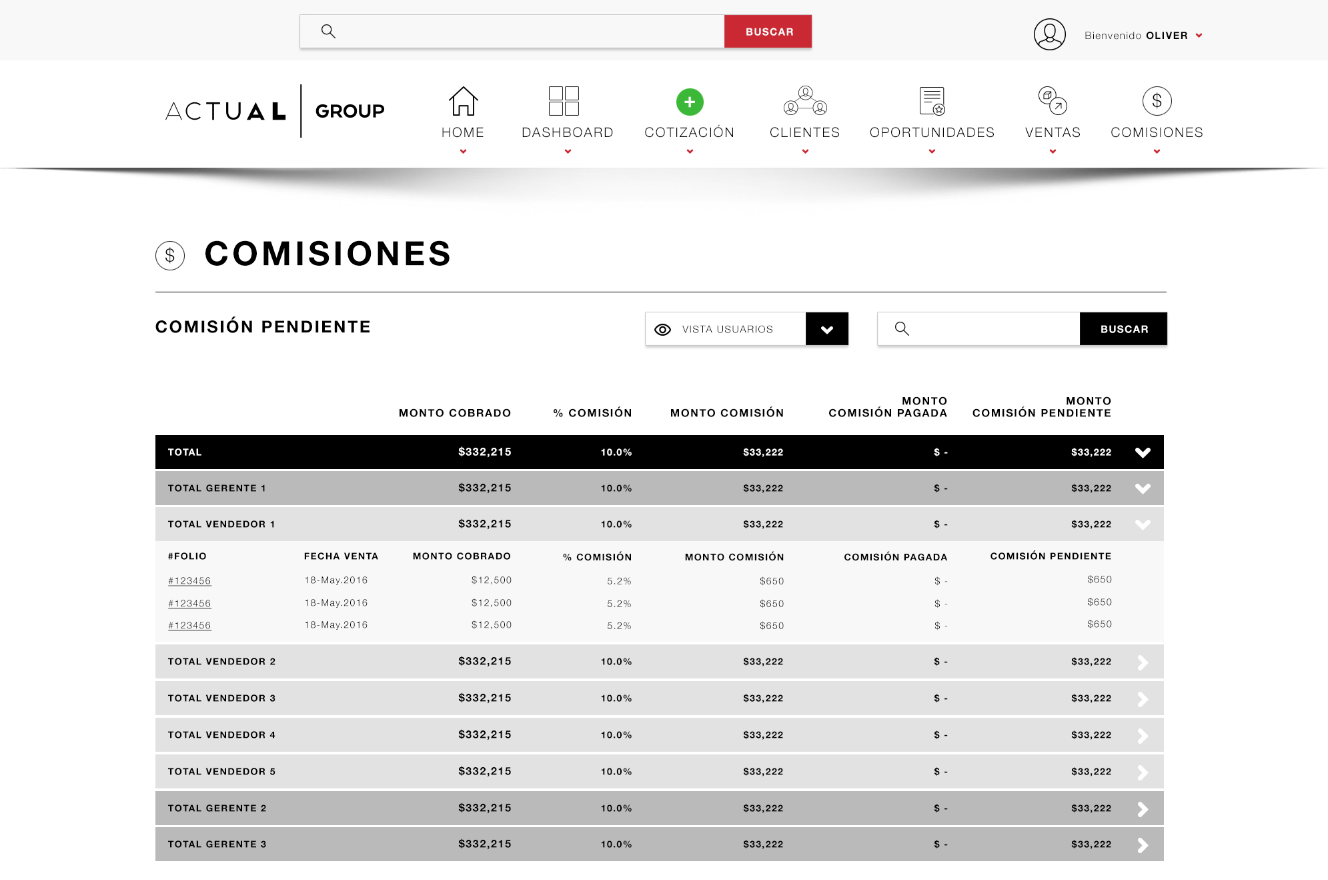 BUSCAR
Bienvenido OLIVER
ACTUAL GROUP
HOME DASHBOARD COTIZACIÓN CLIENTES OPORTUNIDADES VENTAS COMISIONES
$ COMISIONES
COMISIÓN PENDIENTE
VISTA USUARIOS
BUSCAR
MONTO COBRADO % COMISIÓN MONTO COMISIÓN MONTO COMISIÓN PAGADA MONTO COMISIÓN PENDIENTE
TOTAL $332,215 10.0% $33,222 $ - $33,222
TOTAL GERENTE 1 $332,215 10.0% $33,222 $ - $33,222
TOTAL VENDEDOR 1 $332,215 10.0% $33,222 $ - $33,222
#FOLIO FECHA VENTA MONTO COBRADO % COMISIÓN MONTO COMISIÓN COMISIÓN PAGADA COMISIÓN PENDIENTE
#123456 18-May.2016 $12,500 5.2% $650 $ - $650
#123456 18-May.2016 $12,500 5.2% $650 $ - $650
#123456 18-May.2016 $12,500 5.2% $650 $ - $650
TOTAL VENDEDOR 2 $332,215 10.0% $33,222 $ - $33,222
TOTAL VENDEDOR 3 $332,215 10.0% $33,222 $ - $33,222
TOTAL VENDEDOR 4 $332,215 10.0% $33,222 $ - $33,222
TOTAL VENDEDOR 5 $332,215 10.0% $33,222 $ - $33,222
TOTAL GERENTE 2 $332,215 10.0% $33,222 $ - $33,222
TOTAL GERENTE 3 $332,215 10.0% $33,222 $ - $33,222